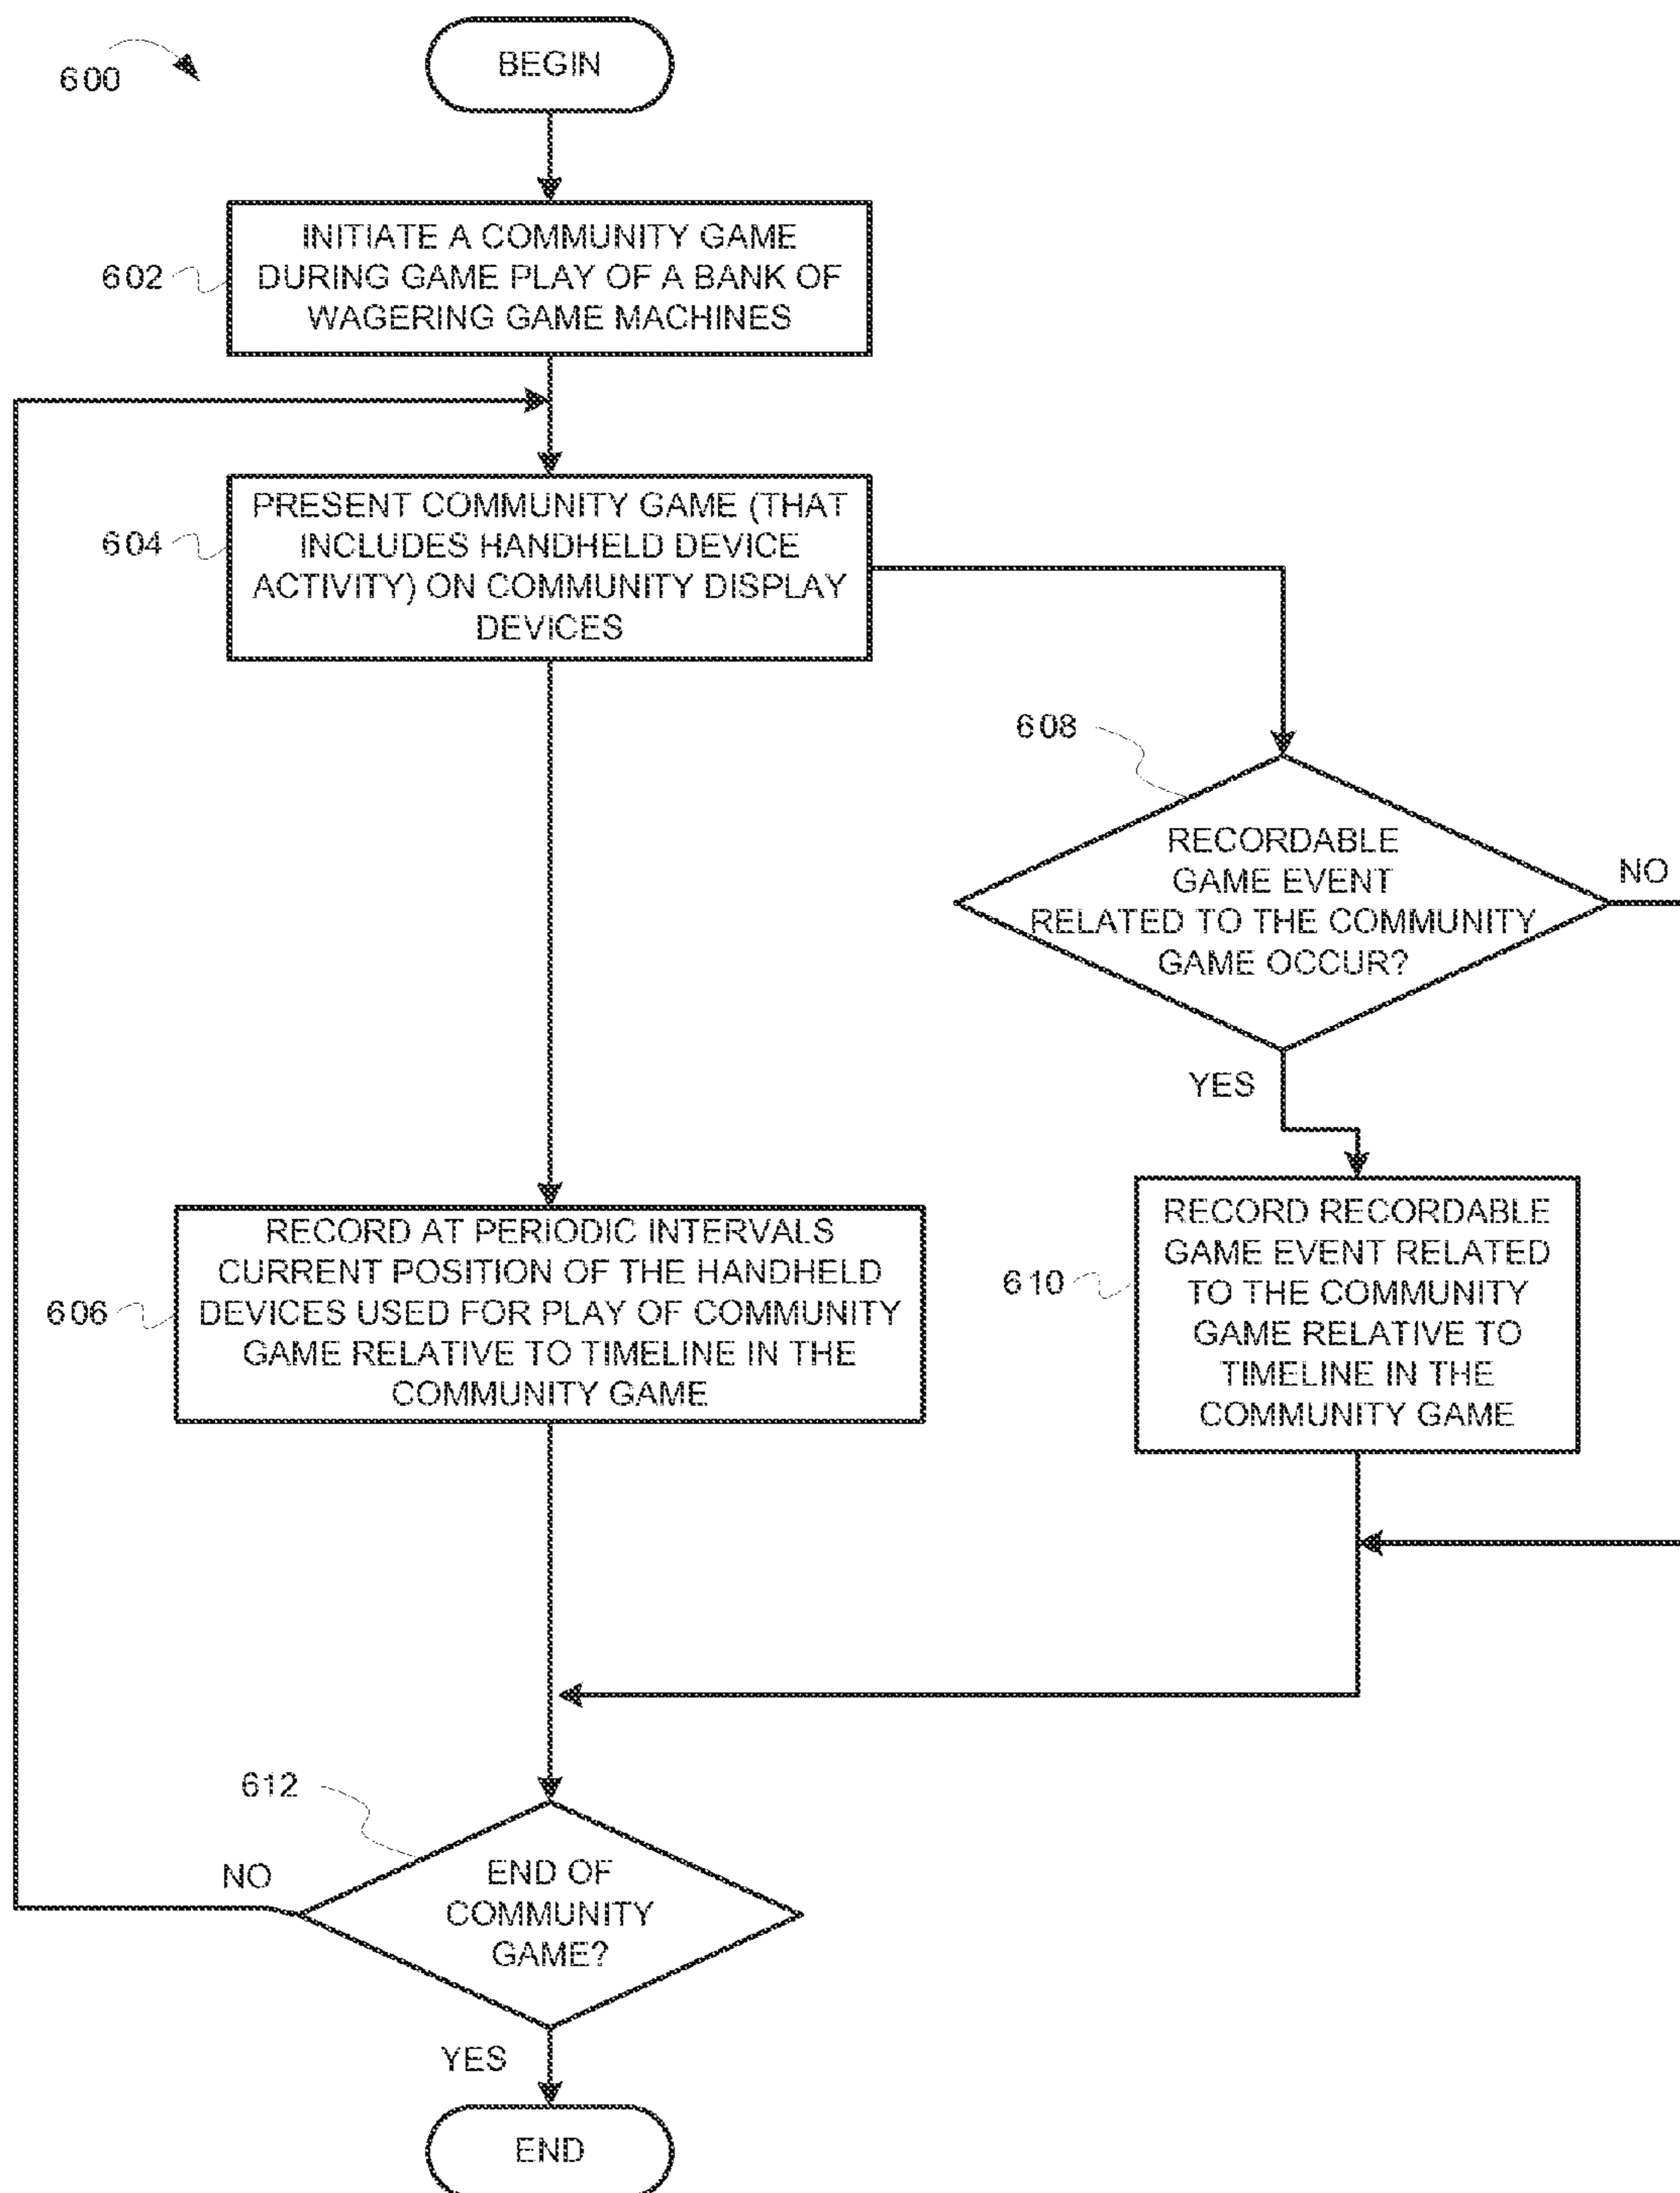 600
BEGIN
602
INITIATE A COMMUNITY GAME
DURING GAME PLAY OF A BANK OF
WAGERING GAME MACHINES
604
PRESENT COMMUNITY GAME (THAT
INCLUDES HANDHELD DEVICE
ACTIVITY) ON COMMUNITY DISPLAY
DEVICES
608
RECORDABLE
GAME EVENT
RELATED TO THE COMMUNITY
GAME OCCUR?
NO
YES
606
RECORD AT PERIODIC INTERVALS
CURRENT POSITION OF THE HANDHELD
DEVICES USED FOR PLAY OF COMMUNITY
GAME RELATIVE TO TIMELINE IN THE
COMMUNITY GAME
610
RECORD RECORDABLE
GAME EVENT RELATED
TO THE COMMUNITY
GAME RELATIVE TO
TIMELINE IN THE
COMMUNITY GAME
612
END OF
COMMUNITY
GAME?
NO
YES
END